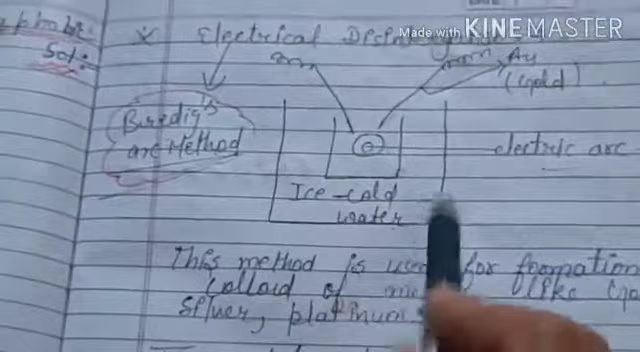 Made with KINEMASTER
Sol:
x Electrical
Au
(Gold)
Bredig's
arc Method
electric arc
Ice-cold
water
This method is for formation
colloid of like
silver, platinum